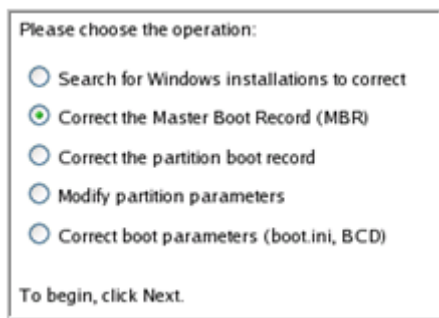 Please choose the operation:
Search for Windows installations to correct
Correct the Master Boot Record (MBR)
Correct the partition boot record
Modify partition parameters
Correct boot parameters (boot.ini, BCD)
To begin, click Next.